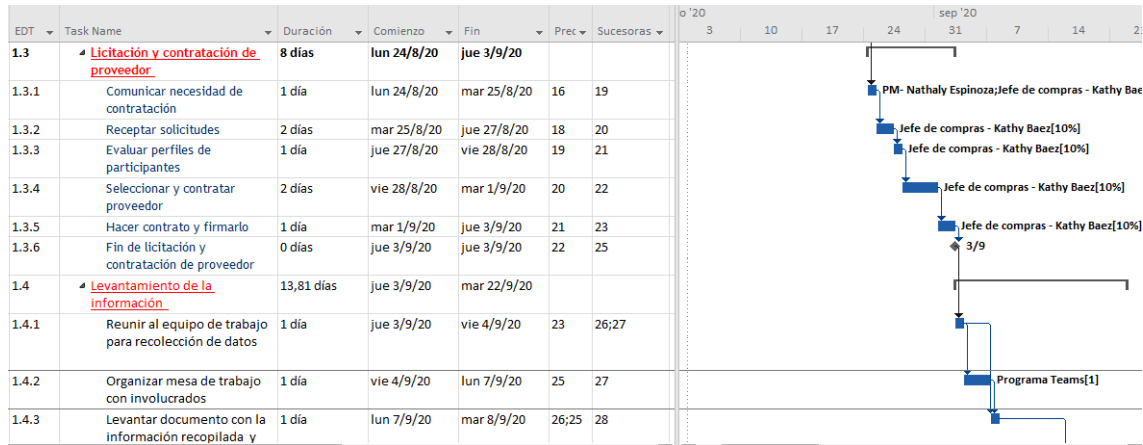 o '20 sep '20
EDT Task Name Duración Comienzo Fin Prec Sucesoras 3 10 17 24 31 7 14 21
1.3 Licitación y contratación de 8 días lun 24/8/20 jue 3/9/20
proveedor
1.3.1 Comunicar necesidad de 1 día lun 24/8/20 mar 25/8/20 16 19 PM- Nathaly Espinoza;Jefe de compras - Kathy Bae
contratación
1.3.2 Receptar solicitudes 2 días mar 25/8/20 jue 27/8/20 18 20 Jefe de compras - Kathy Baez[10%]
1.3.3 Evaluar perfiles de 1 día jue 27/8/20 vie 28/8/20 19 21 Jefe de compras - Kathy Baez[10%]
participantes
1.3.4 Seleccionar y contratar 2 días vie 28/8/20 mar 1/9/20 20 22 Jefe de compras - Kathy Baez[10%]
proveedor
1.3.5 Hacer contrato y firmarlo 1 día mar 1/9/20 jue 3/9/20 21 23 Jefe de compras - Kathy Baez[10%]
1.3.6 Fin de licitación y 0 días jue 3/9/20 jue 3/9/20 22 25 3/9
contratación de proveedor
1.4 Levantamiento de la 13,81 días jue 3/9/20 mar 22/9/20
información
1.4.1 Reunir al equipo de trabajo 1 día jue 3/9/20 vie 4/9/20 23 26;27
para recolección de datos
1.4.2 Organizar mesa de trabajo 1 día vie 4/9/20 lun 7/9/20 25 27 Programa Teams[1]
con involucrados
1.4.3 Levantar documento con la 1 día lun 7/9/20 mar 8/9/20 26;25 28
información recopilada y